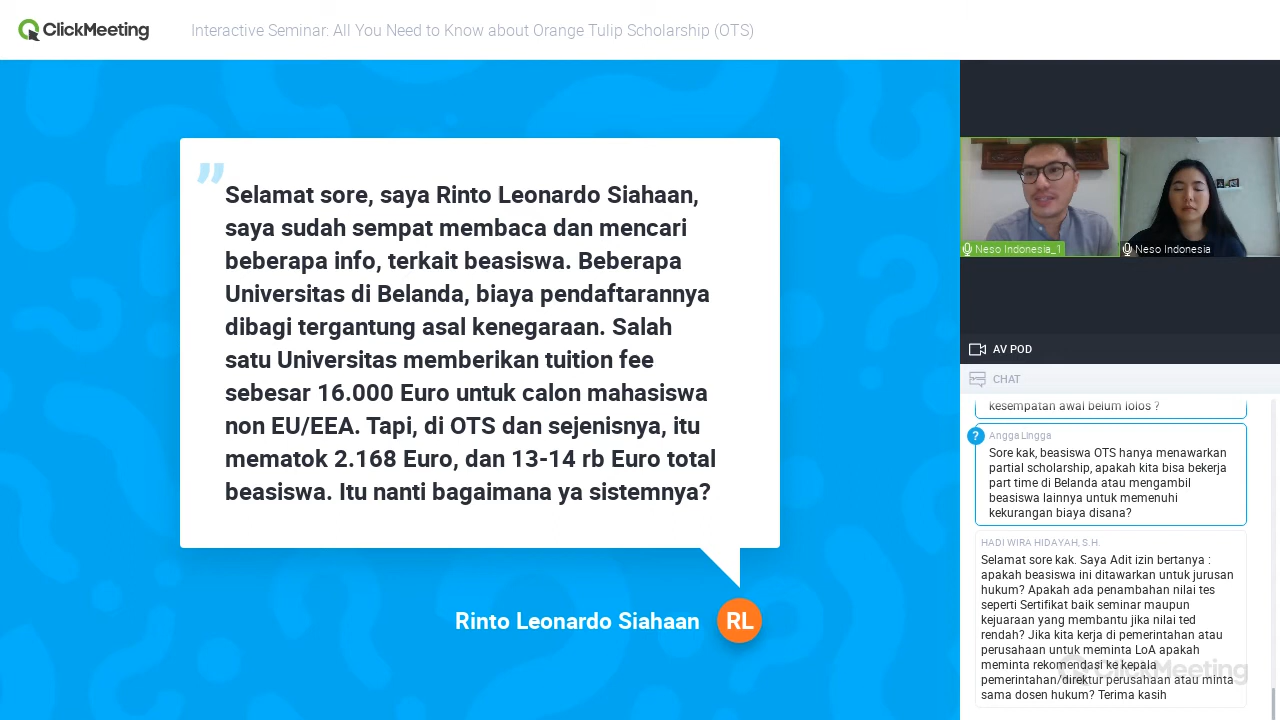 ClickMeeting
Interactive Seminar: All You Need to Know about Orange Tulip Scholarship (OTS)
"
Selamat sore, saya Rinto Leonardo Siahaan,
saya sudah sempat membaca dan mencari
beberapa info, terkait beasiswa. Beberapa
Universitas di Belanda, biaya pendaftarannya
dibagi tergantung asal kenegaraan. Salah
satu Universitas memberikan tuition fee
sebesar 16.000 Euro untuk calon mahasiswa
non EU/EEA. Tapi, di OTS dan sejenisnya, itu
mematok 2.168 Euro, dan 13-14 rb Euro total
beasiswa. Itu nanti bagaimana ya sistemnya?
Rinto Leonardo Siahaan
RL
Neso Indonesia_1
Neso Indonesia
AV POD
CHAT
kesempatan awal belum lolos ?
?
Angga Lingga
Sore kak, beasiswa OTS hanya menawarkan
partial scholarship, apakah kita bisa bekerja
part time di Belanda atau mengambil
beasiswa lainnya untuk memenuhi
kekurangan biaya disana?
HADI WIRA HIDAYAH, S.H.
Selamat sore kak. Saya Adit izin bertanya :
apakah beasiswa ini ditawarkan untuk jurusan
hukum? Apakah ada penambahan nilai tes
seperti Sertifikat baik seminar maupun
kejuaraan yang membantu jika nilai ted
rendah? Jika kita kerja di pemerintahan atau
perusahaan untuk meminta LoA apakah
meminta rekomendasi ke kepala
pemerintahan/direktur perusahaan atau minta
sama dosen hukum? Terima kasih
ClickMeeting